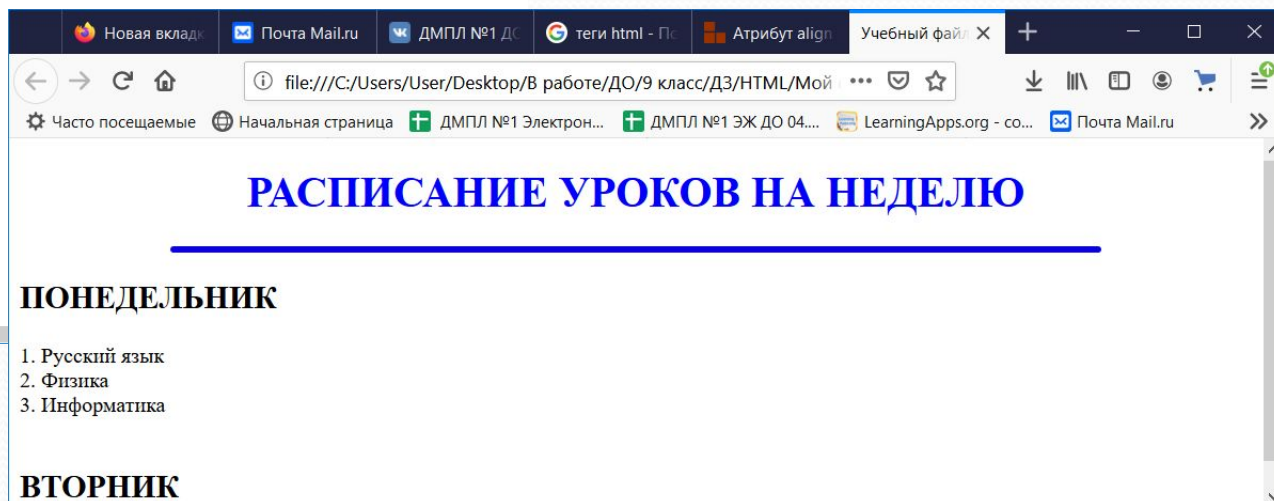 Новая вкладк Почта Mail.ru ДМПЛ №1 ДО теги html - По Атрибут align Учебный файл
file:///C:/Users/User/Desktop/В работе/ДО/9 класс/ДЗ/HTML/Мой
Часто посещаемые Начальная страница ДМПЛ №1 Электрон... ДМПЛ №1 ЭЖ ДО 04.... LearningApps.org - со... Почта Mail.ru
РАСПИСАНИЕ УРОКОВ НА НЕДЕЛЮ
ПОНЕДЕЛЬНИК
1. Русский язык
2. Физика
3. Информатика
ВТОРНИК